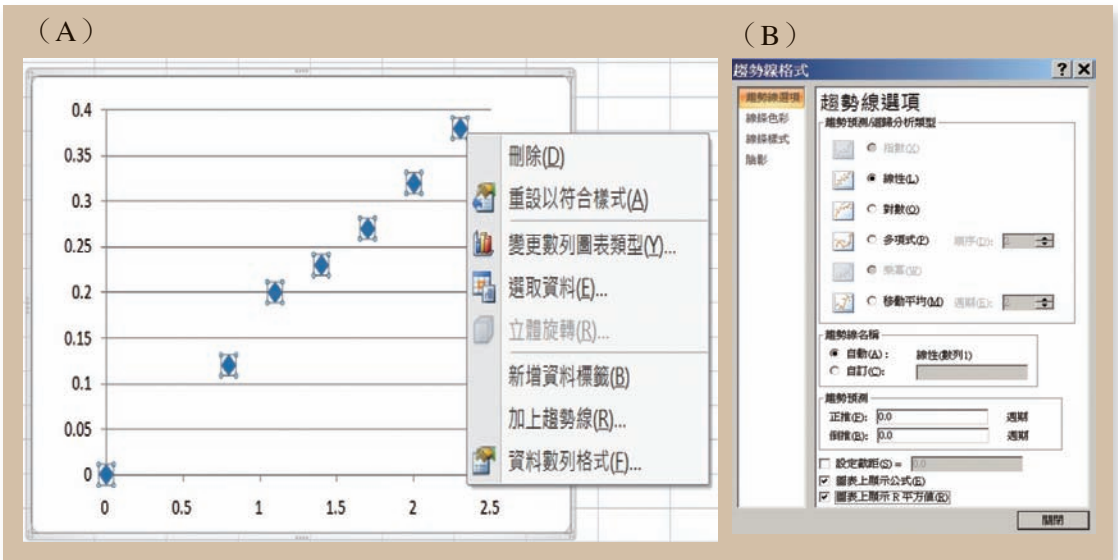 （A）
0.4
0.35
0.3
0.25
0.2
0.15
0.1
0.05
0
0
0.5
1
1.5
2
2.5
刪除(D)
重設以符合樣式(A)
變更數列圖表類型(Y)...
選取資料(E)...
立體旋轉(R)...
新增資料標籤(B)
加上趨勢線(R)...
資料數列格式(F)...
（B）
趨勢線格式
趨勢線選項
線條色彩
線條樣式
陰影
趨勢線選項
趨勢預測/迴歸分析類型
指數(X)
線性(L)
對數(O)
多項式(P) 順序(D): 2
乘冪(W)
移動平均(M) 週期(E): 2
趨勢線名稱
自動(A): 線性(數列1)
自訂(C):
趨勢預測
正推(F): 0.0 週期
倒推(B): 0.0 週期
設定截距(S) = 0.0
圖表上顯示公式(E)
圖表上顯示 R 平方值(R)
關閉